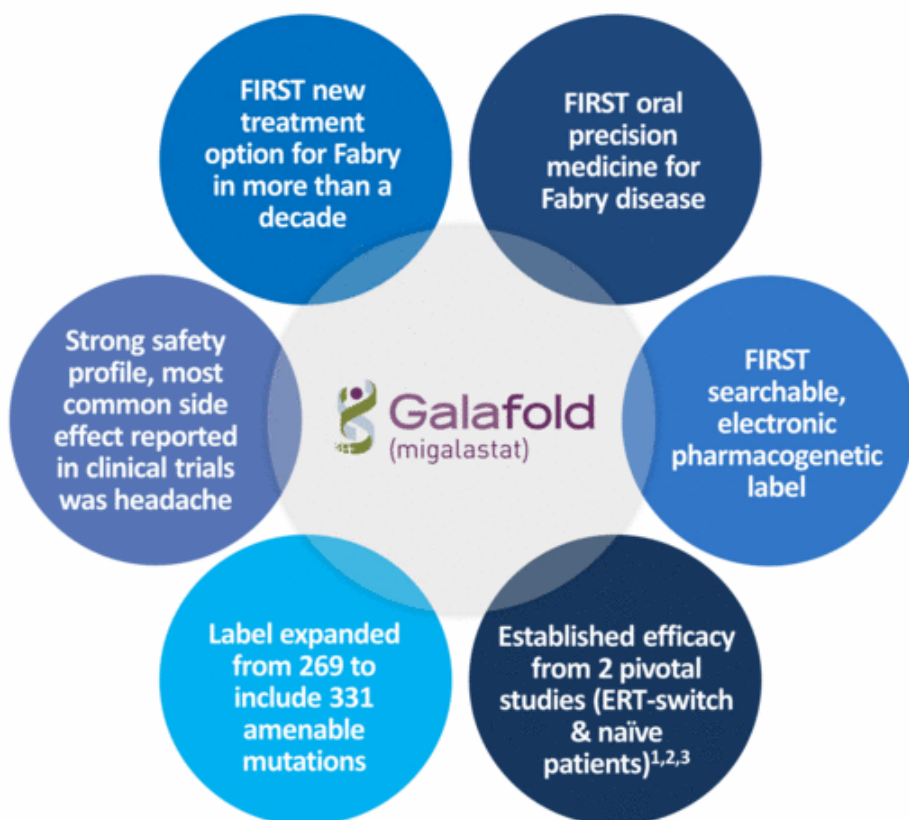 FIRST new
treatment
option for Fabry
in more than a
decade
FIRST oral
precision
medicine for
Fabry disease
Strong safety
profile, most
common side
effect reported
in clinical trials
was headache
Galafold
(migalastat)
FIRST
searchable,
electronic
pharmacogenetic
label
Label expanded
from 269 to
include 331
amenable
mutations
Established efficacy
from 2 pivotal
studies (ERT-switch
& naïve
patients)1,2,3